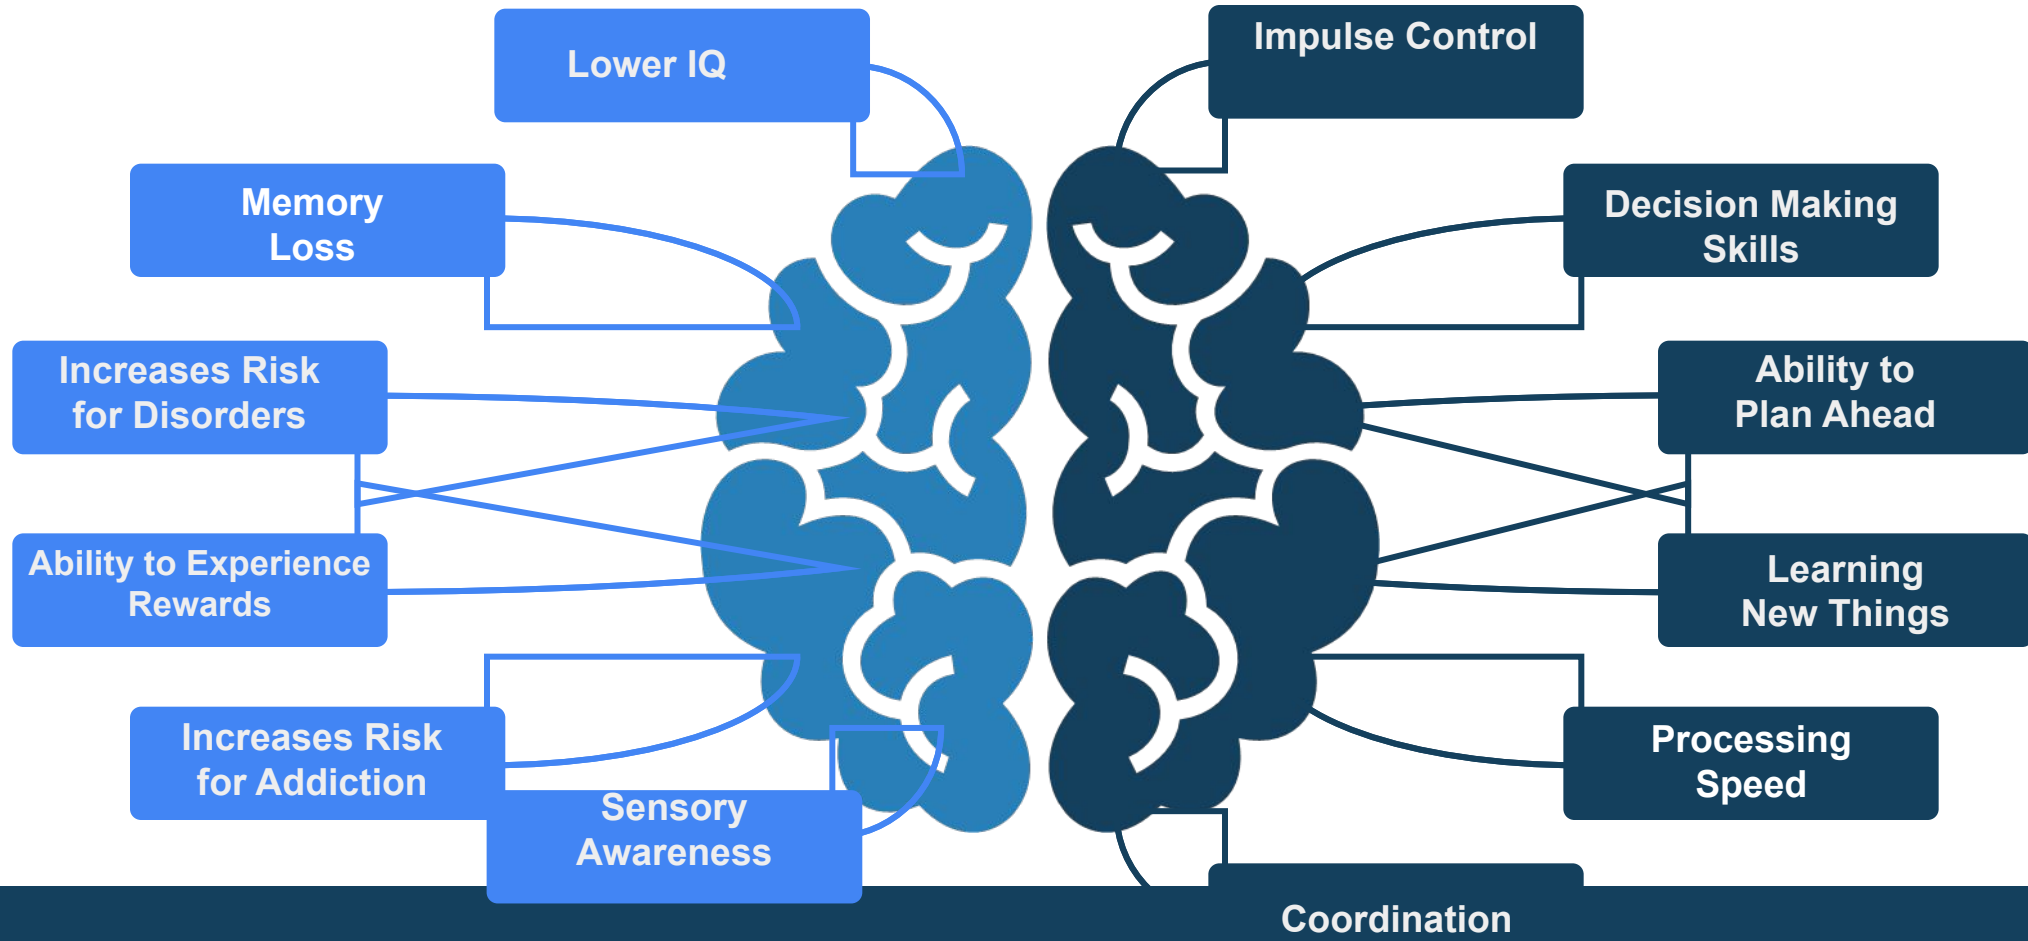 Lower IQ
Impulse Control
Memory
Loss
Decision Making
Skills
Increases Risk
for Disorders
Ability to
Plan Ahead
Ability to Experience
Rewards
Learning
New Things
Increases Risk
for Addiction
Processing
Speed
Sensory
Awareness
Coordination